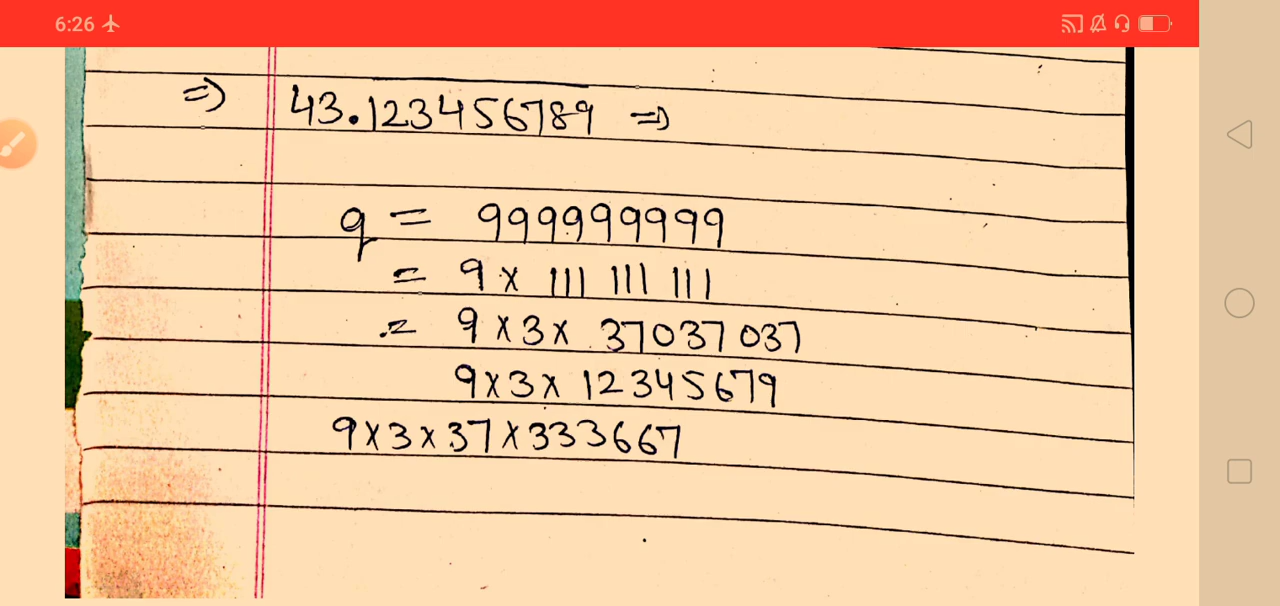 6:26
⇒ 43.123456789 ⇒
q = 999999999
= 9 × 111 111 111
= 9 × 3 × 37037037
9 × 3 × 12345679
9 × 3 × 37 × 333667